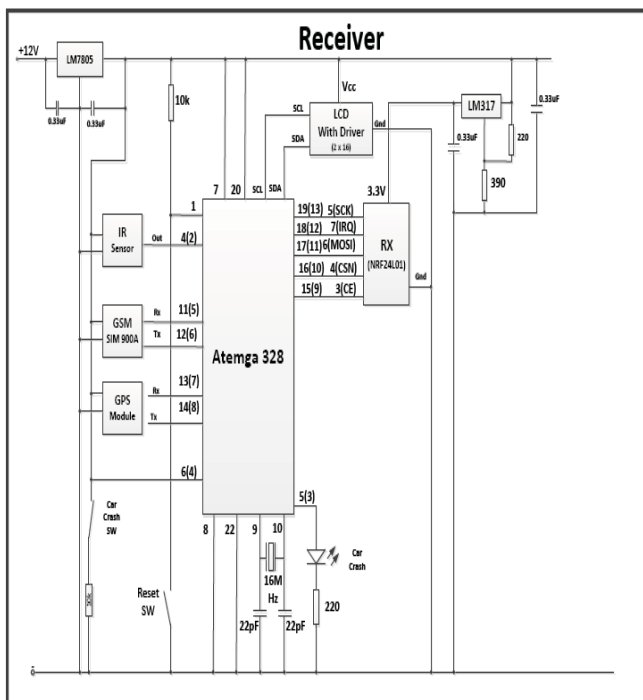 Receiver
+12V
LM7805
0.33uF
0.33uF
10k
Vcc
SCL
SDA
LCD
With Driver
(2 x 16)
Gnd
LM317
0.33uF
0.33uF
220
390
3.3V
7
20
SCL
SDA
1
IR
Sensor
Out
4(2)
19(13)
5(SCK)
18(12)
7(IRQ)
17(11)
6(MOSI)
16(10)
4(CSN)
15(9)
3(CE)
RX
(NRF24L01)
Gnd
GSM
SIM 900A
Rx
11(5)
Tx
12(6)
Atemga 328
GPS
Module
Rx
13(7)
Tx
14(8)
6(4)
5(3)
Car
Crash
SW
8
22
9
10
16M
Hz
Car
Crash
Reset
SW
22pF
22pF
220